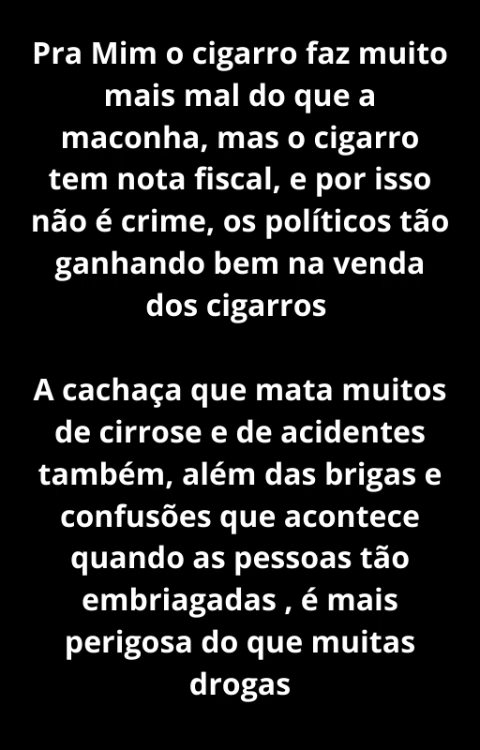 Pra Mim o cigarro faz muito
mais mal do que a
maconha, mas o cigarro
tem nota fiscal, e por isso
não é crime, os políticos tão
ganhando bem na venda
dos cigarros
A cachaça que mata muitos
de cirrose e de acidentes
também, além das brigas e
confusões que acontece
quando as pessoas tão
embriagadas , é mais
perigosa do que muitas
drogas